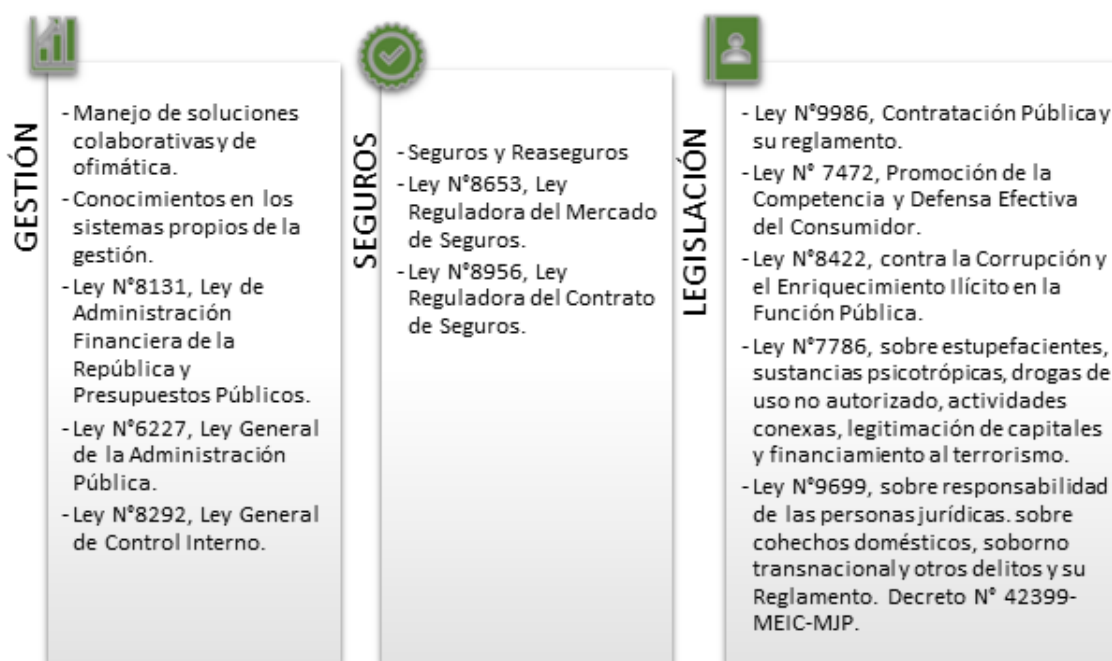 GESTIÓN
- Manejo de soluciones
colaborativas y de
ofimática.
- Conocimientos en los
sistemas propios de la
gestión.
- Ley N°8131, Ley de
Administración
Financiera de la
República y
Presupuestos Públicos.
- Ley N°6227, Ley General
de la Administración
Pública.
- Ley N°8292, Ley General
de Control Interno.
SEGUROS
- Seguros y Reaseguros
- Ley N°8653, Ley
Reguladora del Mercado
de Seguros.
- Ley N°8956, Ley
Reguladora del Contrato
de Seguros.
LEGISLACIÓN
- Ley N°9986, Contratación Pública y
su reglamento.
- Ley N° 7472, Promoción de la
Competencia y Defensa Efectiva
del Consumidor.
- Ley N°8422, contra la Corrupción y
el Enriquecimiento Ilícito en la
Función Pública.
- Ley N°7786, sobre estupefacientes,
sustancias psicotrópicas, drogas de
uso no autorizado, actividades
conexas, legitimación de capitales
y financiamiento al terrorismo.
- Ley N°9699, sobre responsabilidad
de las personas jurídicas. sobre
cohechos domésticos, soborno
transnacional y otros delitos y su
Reglamento. Decreto N° 42399-
MEIC-MJP.